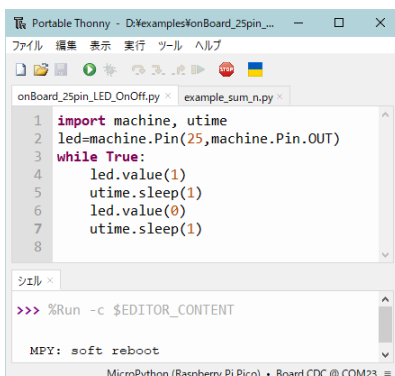 Portable Thonny - D:¥examples¥onBoard_25pin_...
ファイル 編集 表示 実行 ツール ヘルプ
STOP
onBoard_25pin_LED_OnOff.py × example_sum_n.py ×
1 import machine, utime
2 led=machine.Pin(25,machine.Pin.OUT)
3 while True:
4     led.value(1)
5     utime.sleep(1)
6     led.value(0)
7     utime.sleep(1)
8
シェル ×
>>> %Run -c $EDITOR_CONTENT
MPY: soft reboot
MicroPython (Raspberry Pi Pico) • Board CDC @ COM23 ≡